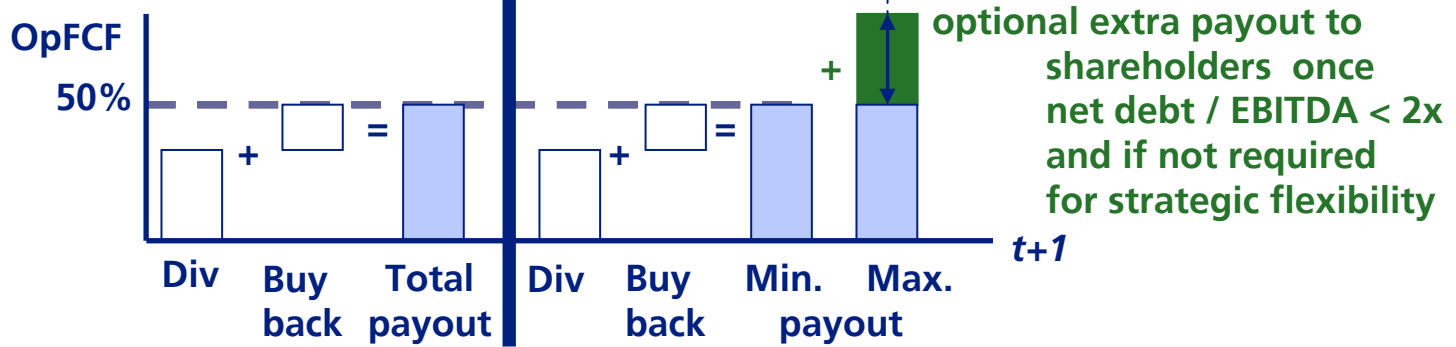 OpFCF
50%
+
=
+
=
+
optional extra payout to
shareholders once
net debt / EBITDA < 2x
and if not required
for strategic flexibility
t+1
Div
Buy
back
Total
payout
Div
Buy
back
Min.
Max.
payout